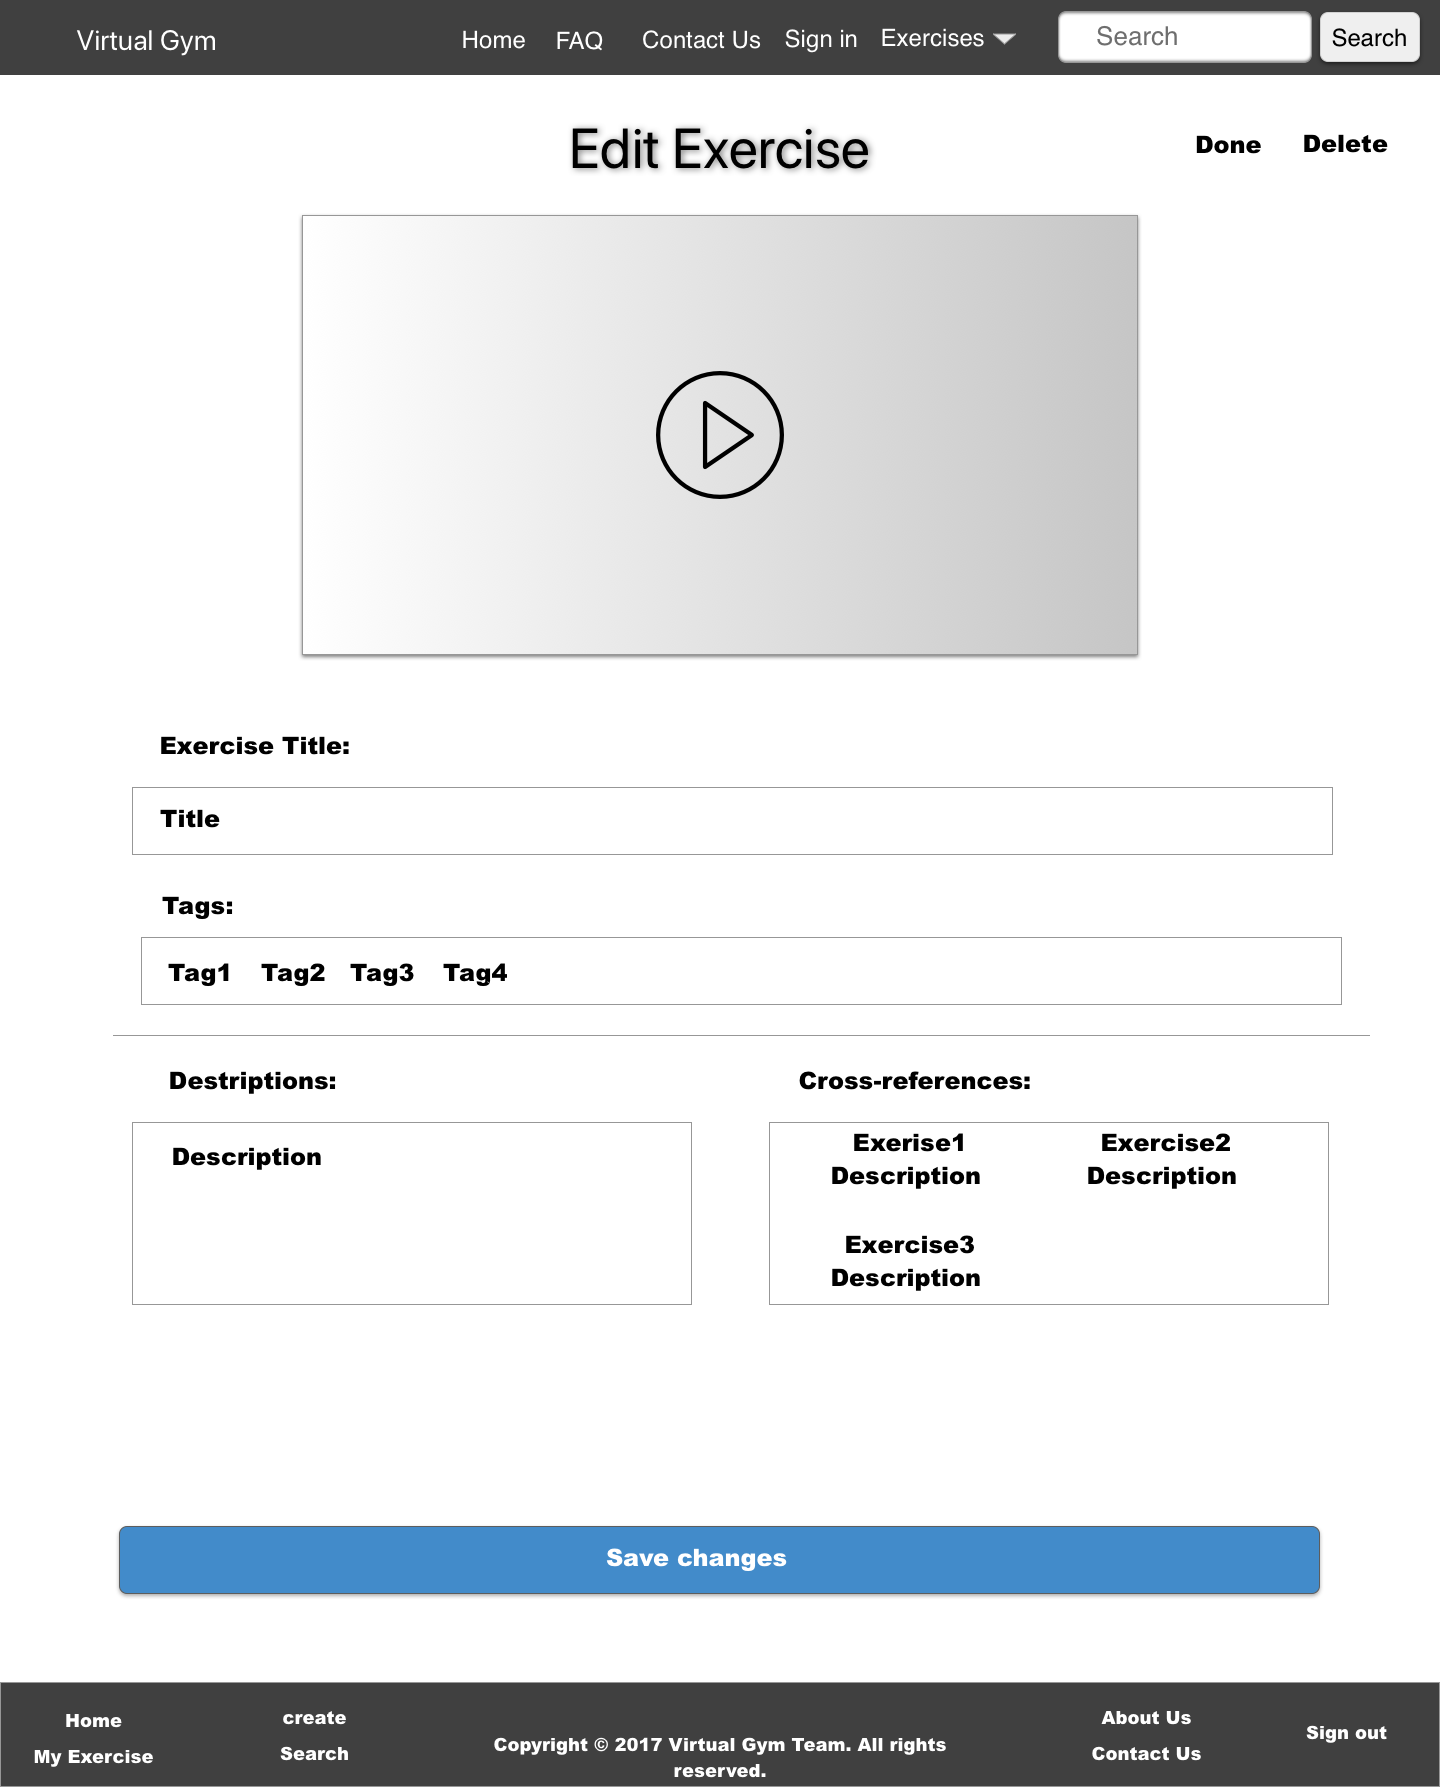 Virtual Gym Home FAQ Contact Us Sign in Exercises Search Search
Edit Exercise
Done Delete
Exercise Title:
Title
Tags:
Tag1 Tag2 Tag3 Tag4
Destriptions:
Description
Cross-references:
Exerise1 Exercise2
Description Description
Exercise3
Description
Save changes
Home
My Exercise
create
Search
Copyright © 2017 Virtual Gym Team. All rights
reserved.
About Us
Contact Us
Sign out